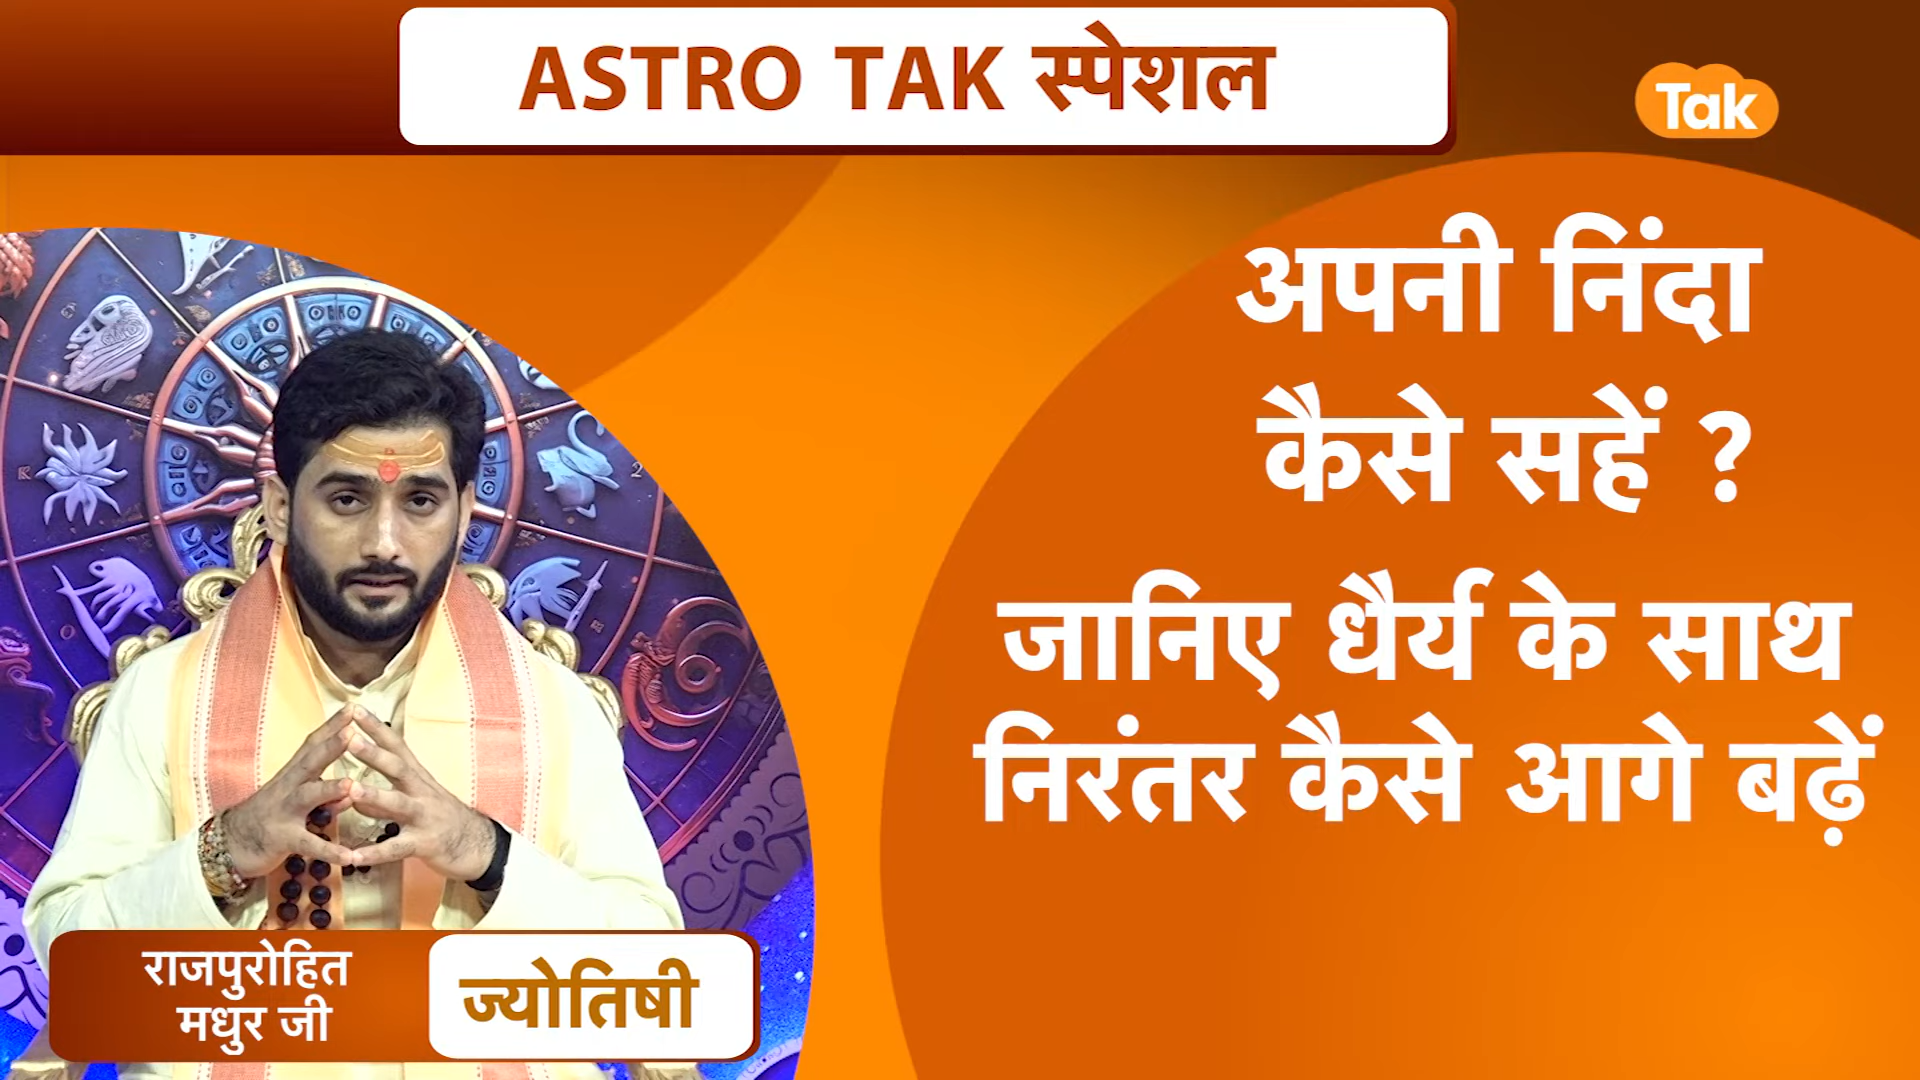 ASTRO TAK स्पेशल
Tak
अपनी निंदा
कैसे सहें ?
जानिए धैर्य के साथ
निरंतर कैसे आगे बढ़ें
राजपुरोहित
मधुर जी
ज्योतिषी